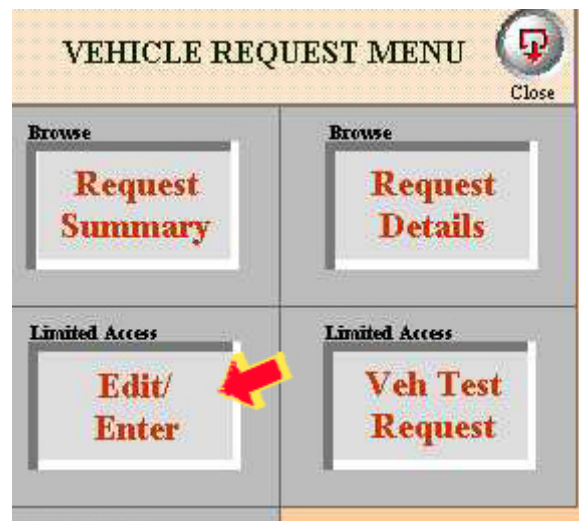 VEHICLE REQUEST MENU
Close
Browse
Request
Summary
Browse
Request
Details
Limited Access
Edit/
Enter
Limited Access
Veh Test
Request